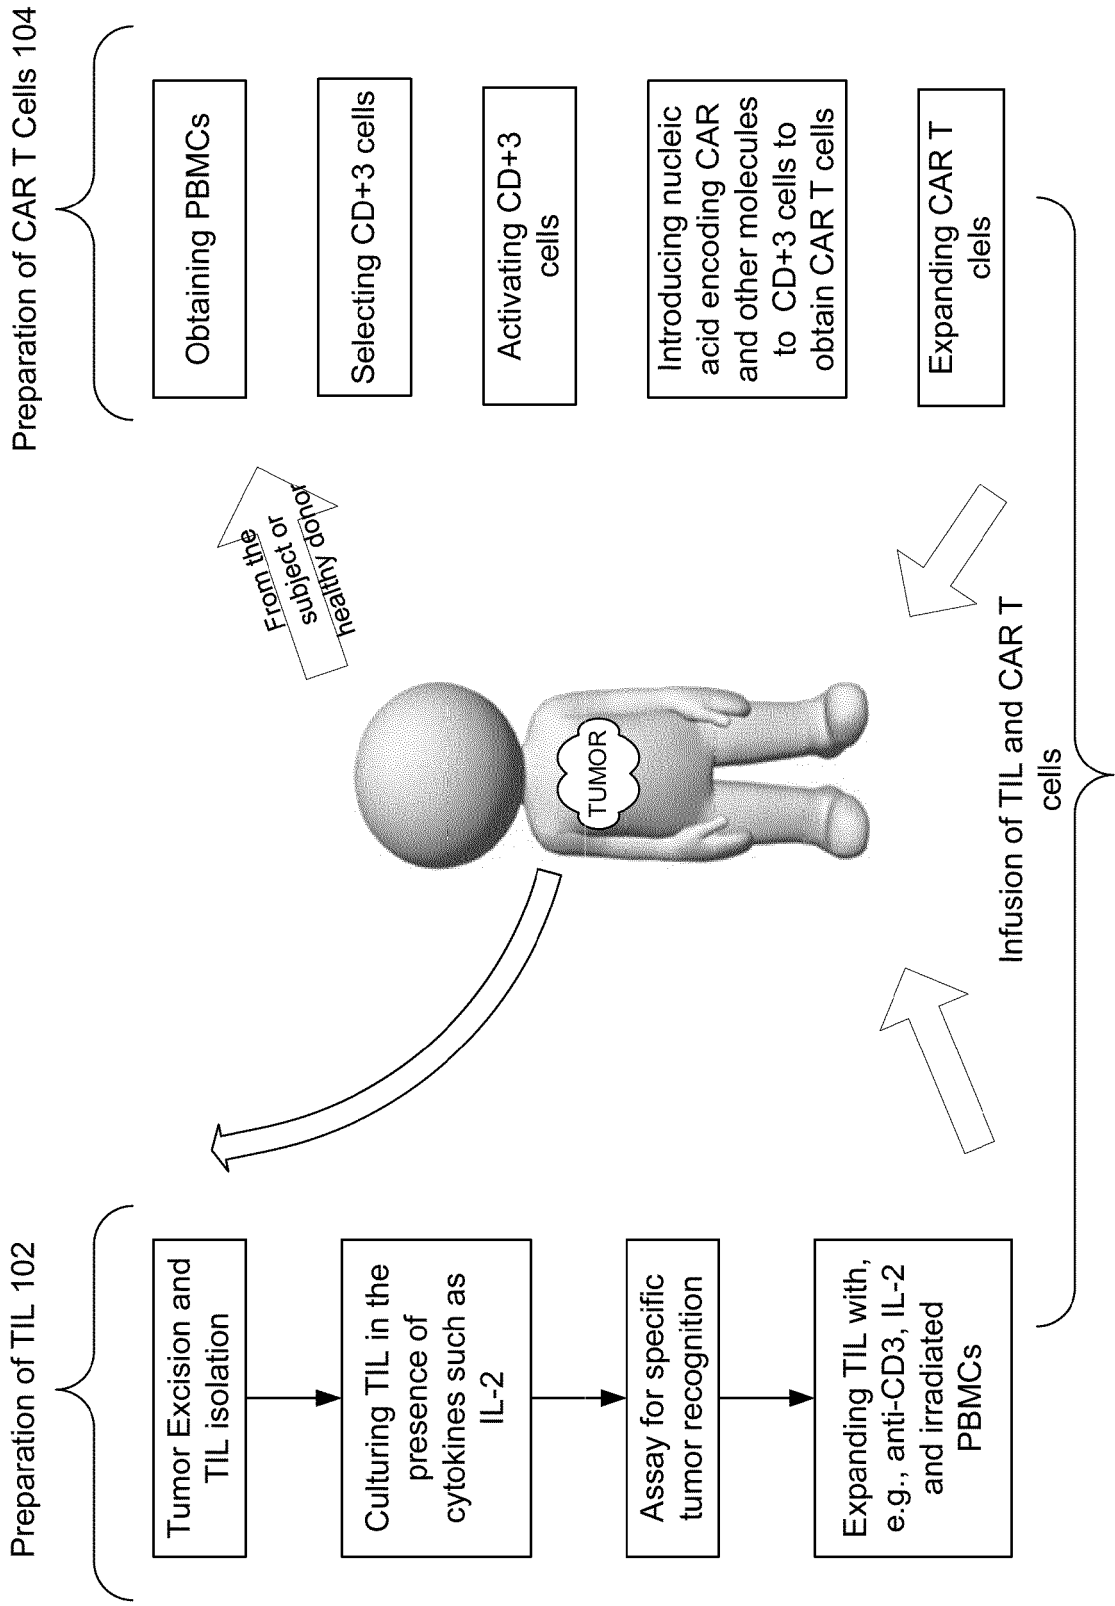 Preparation of TIL 102
Tumor Excision and
TIL isolation
Culturing TIL in the
presence of
cytokines such as
IL-2
Assay for specific
tumor recognition
Expanding TIL with,
e.g., anti-CD3, IL-2
and irradiated
PBMCs
TUMOR
From the
subject or
healthy donor
Preparation of CAR T Cells 104
Obtaining PBMCs
Selecting CD+3 cells
Activating CD+3
cells
Introducing nucleic
acid encoding CAR
and other molecules
to CD+3 cells to
obtain CAR T cells
Expanding CAR T
clels
Infusion of TIL and CAR T
cells